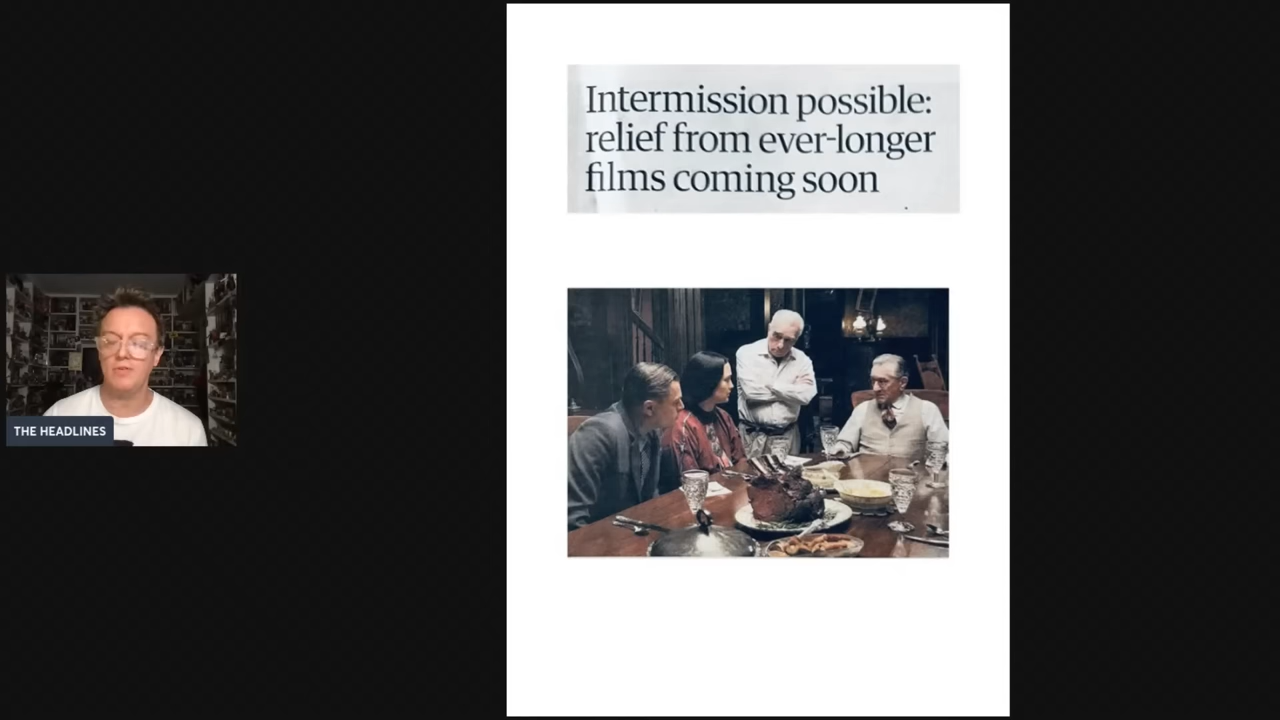 Intermission possible:
relief from ever-longer
films coming soon
THE HEADLINES